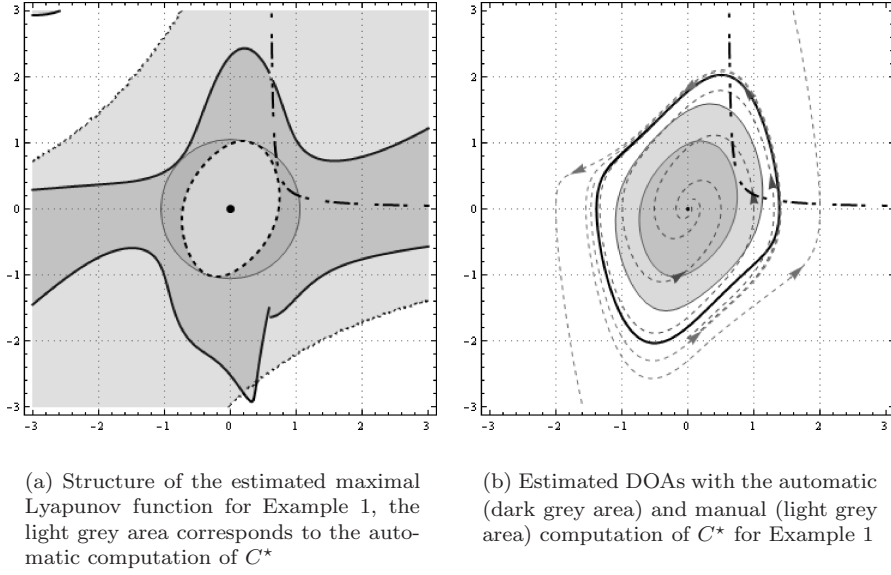 3
2
1
0
-1
-2
-3
-3 -2 -1 0 1 2 3
3
2
1
0
-1
-2
-3
-3 -2 -1 0 1 2 3
(a) Structure of the estimated maximal
Lyapunov function for Example 1, the
light grey area corresponds to the auto-
matic computation of C⋆
(b) Estimated DOAs with the automatic
(dark grey area) and manual (light grey
area) computation of C⋆ for Example 1